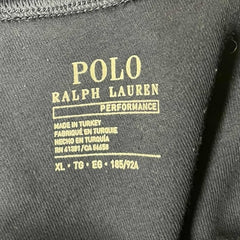 POLO
RALPH LAUREN
PERFORMANCE
MADE IN TURKEY
FABRIQUÉ EN TURQUIE
HECHO EN TURQUÍA
RN 41381 / CA 56658
XL • TG • EG • 185/92A